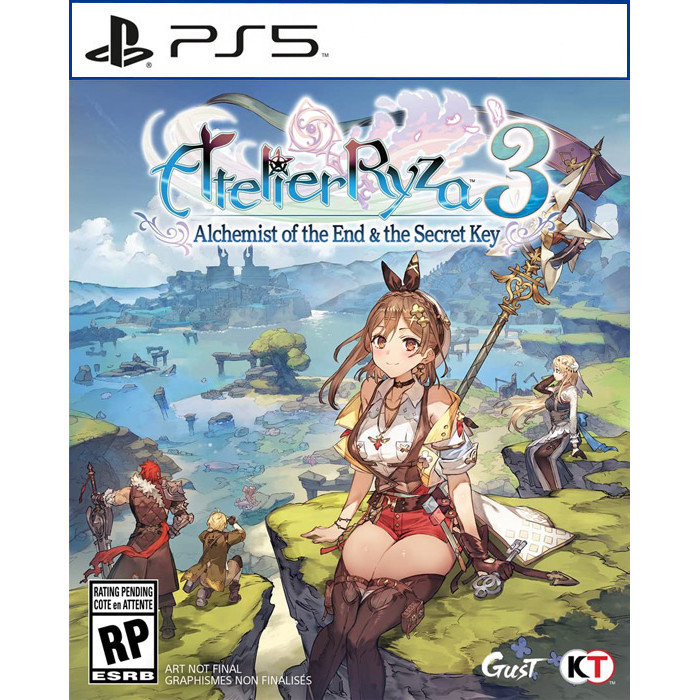 PS5
Atelier Ryza 3
Alchemist of the End & the Secret Key
RATING PENDING
COTE en ATTENTE
RP
ESRB
ART NOT FINAL
GRAPHISMES NON FINALISÉS
GUST
KT